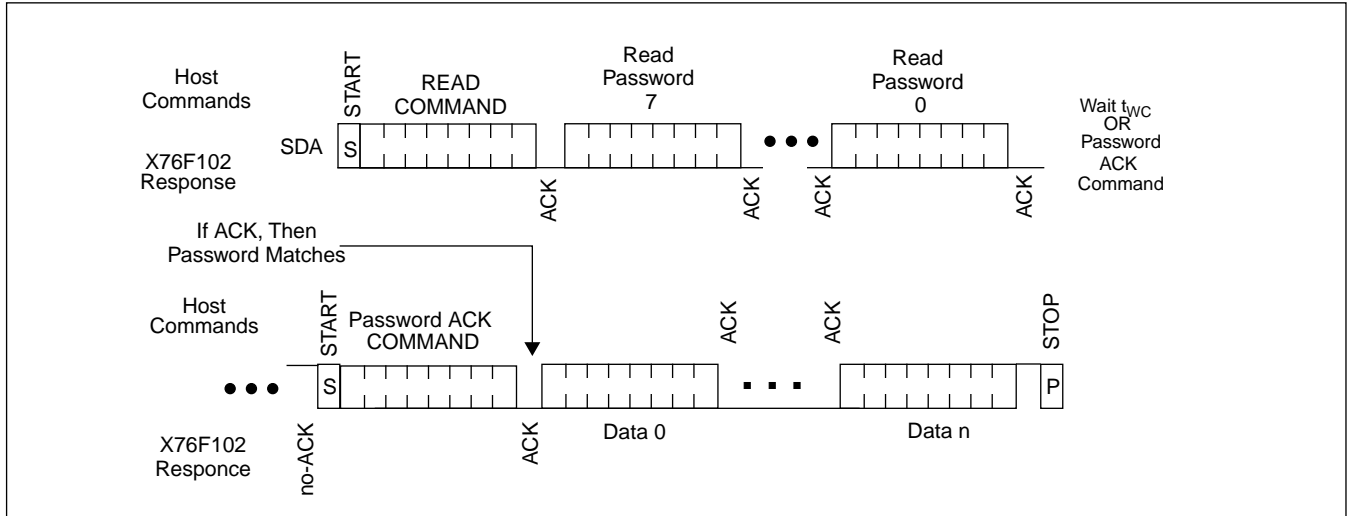 Host
Commands
START
READ
COMMAND
Read
Password
7
Read
Password
0
Wait tWC
OR
Password
ACK
Command
SDA
S
X76F102
Response
ACK
ACK
ACK
ACK
If ACK, Then
Password Matches
Host
Commands
START
Password ACK
COMMAND
ACK
ACK
STOP
S
P
X76F102
Responce
no-ACK
ACK
Data 0
Data n